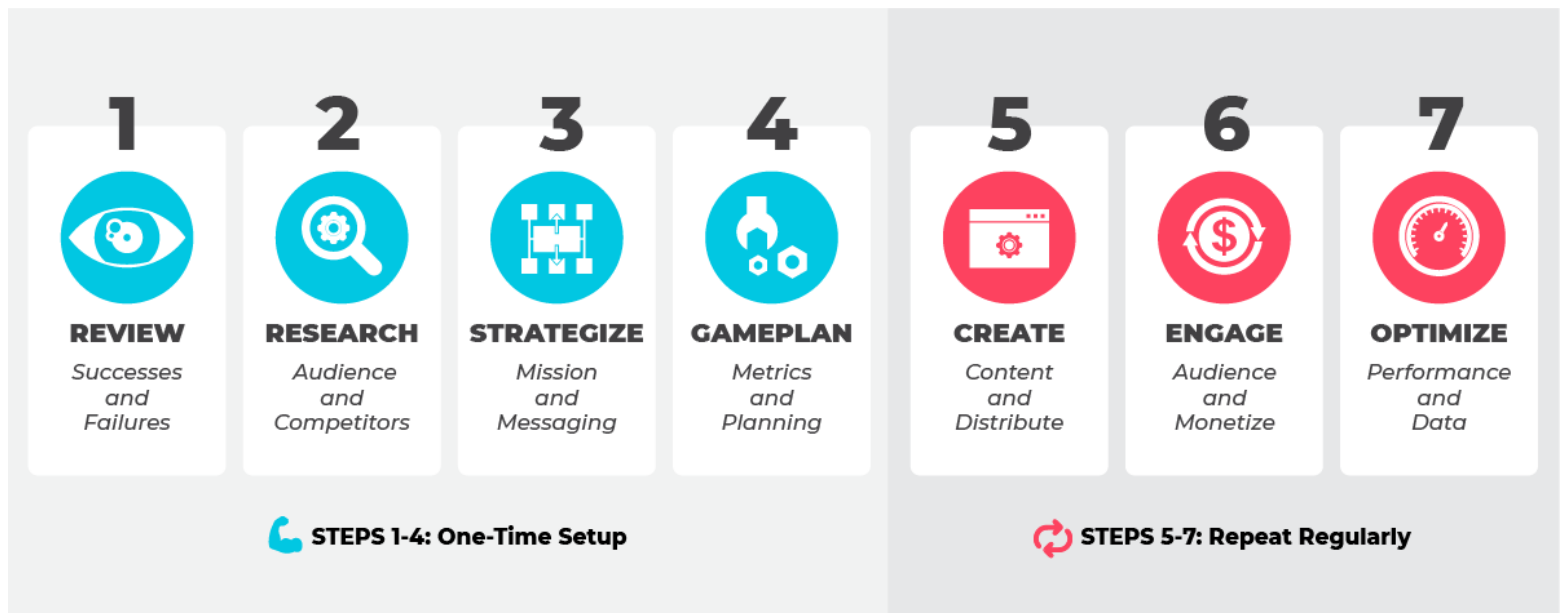 1
REVIEW
Successes
and
Failures
2
RESEARCH
Audience
and
Competitors
3
STRATEGIZE
Mission
and
Messaging
4
GAMEPLAN
Metrics
and
Planning
STEPS 1-4: One-Time Setup
5
CREATE
Content
and
Distribute
6
ENGAGE
Audience
and
Monetize
7
OPTIMIZE
Performance
and
Data
STEPS 5-7: Repeat Regularly
$